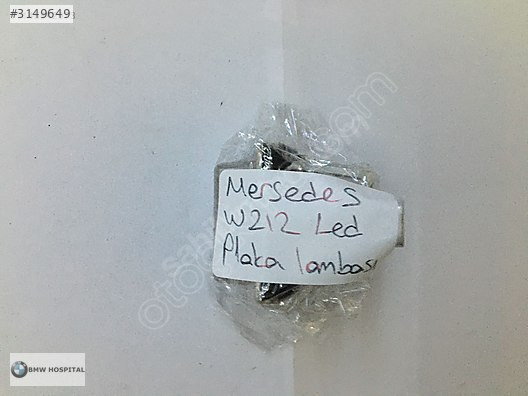 #3149649
Mersedes
W212 Led
Plaka lambası
BMW HOSPITAL